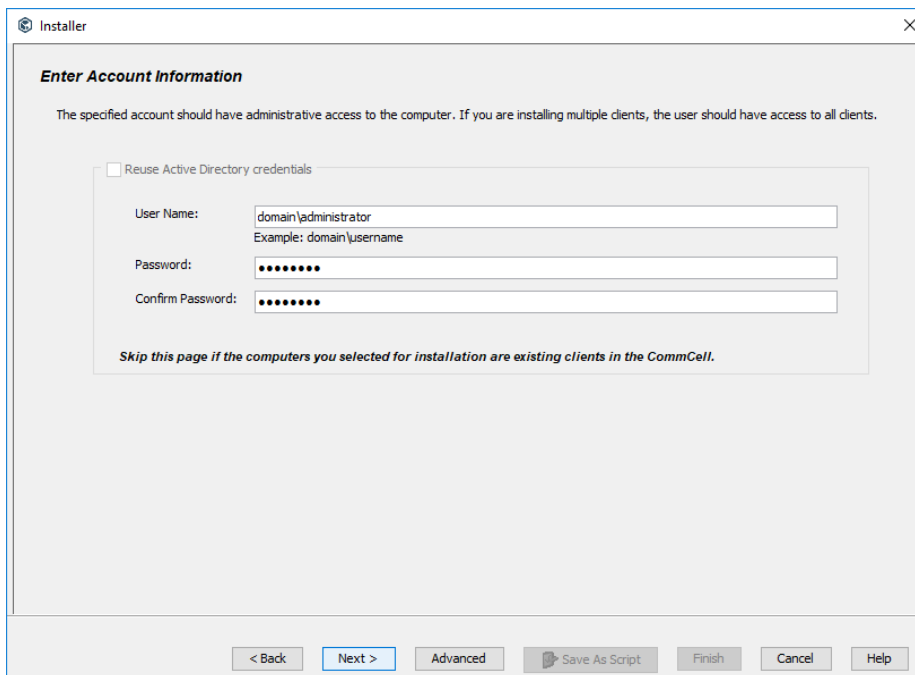 Installer
Enter Account Information
The specified account should have administrative access to the computer. If you are installing multiple clients, the user should have access to all clients.
Reuse Active Directory credentials
User Name: domain\administrator
Example: domain\username
Password: ●●●●●●●●
Confirm Password: ●●●●●●●●
Skip this page if the computers you selected for installation are existing clients in the CommCell.
< Back Next > Advanced Save As Script Finish Cancel Help